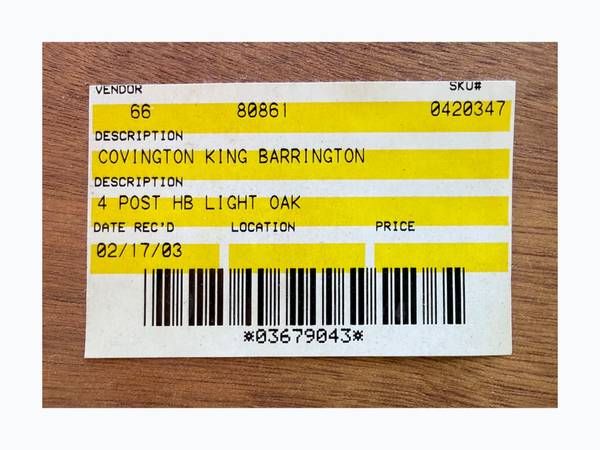 VENDOR SKU#
66 80861 0420347
DESCRIPTION
COVINGTON KING BARRINGTON
DESCRIPTION
4 POST HB LIGHT OAK
DATE REC'D LOCATION PRICE
02/17/03
*03679043*